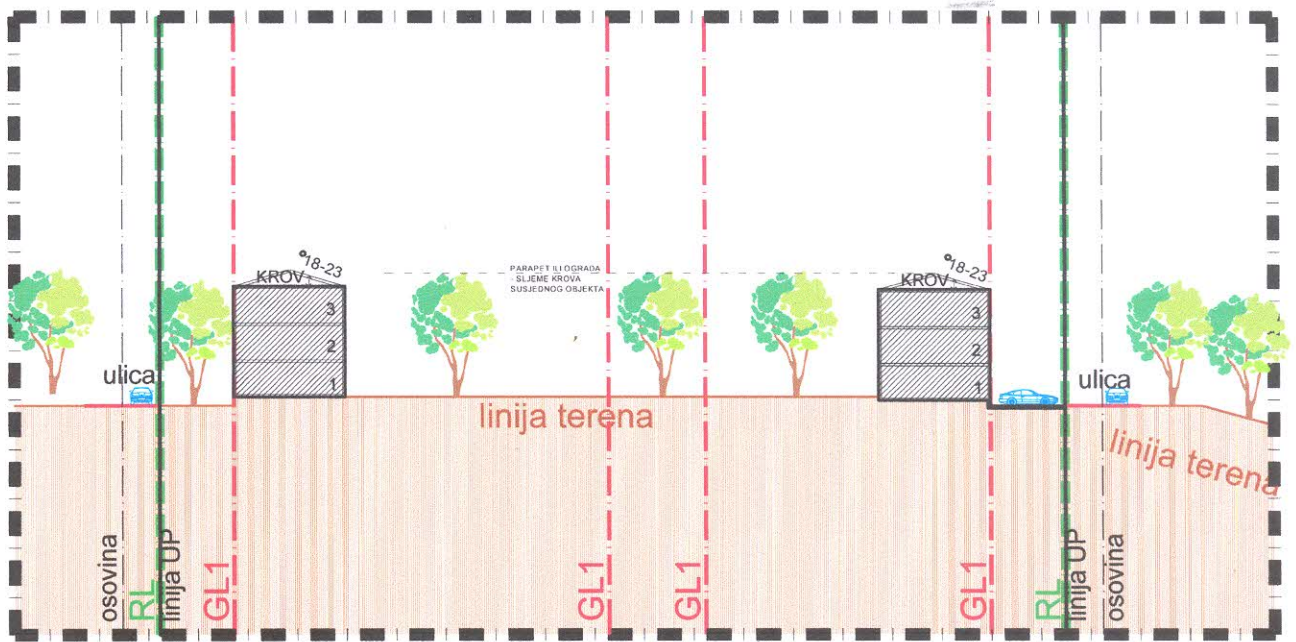 °18-23
KROV
3
2
1
PARAPET ILI OGRADA
- SLJEME KROVA
SUSJEDNOG OBJEKTA
°18-23
KROV
3
2
1
ulica
ulica
linija terena
linija terena
osovina
RL
linija UP
GL1
GL1
GL1
GL1
RL
linija UP
osovina